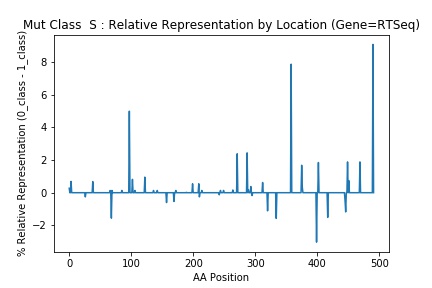 Mut Class  S : Relative Representation by Location (Gene=RTSeq)
% Relative Representation (0_class - 1_class)
8
6
4
2
0
−2
0 100 200 300 400 500
AA Position